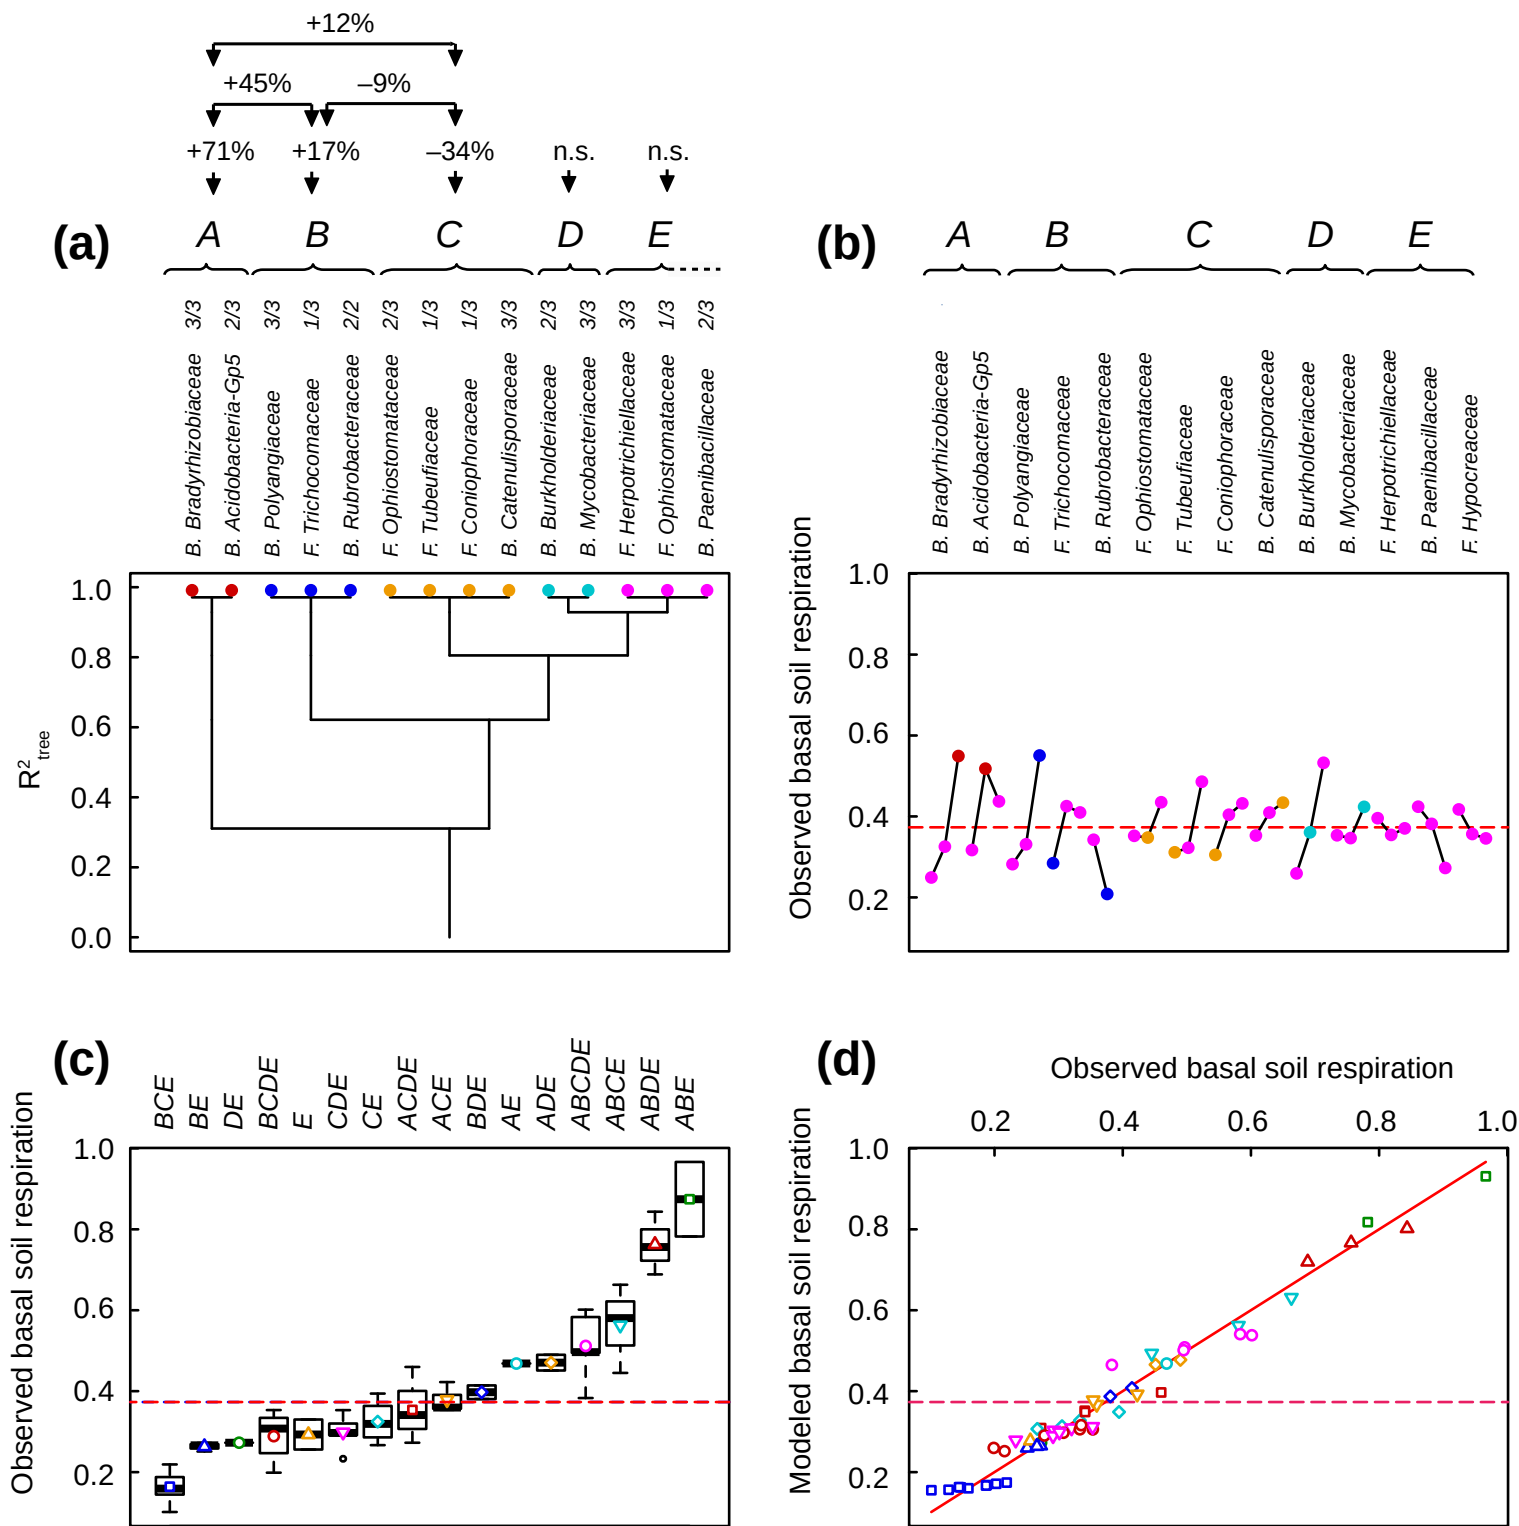 +12%
+45%
–9%
+71%
+17%
–34%
n.s.
n.s.
(a)
A
B
C
D
E
3/3
2/3
3/3
1/3
2/2
2/3
1/3
1/3
3/3
2/3
3/3
3/3
1/3
2/3
B. Bradyrhizobiaceae
B. Acidobacteria-Gp5
B. Polyangiaceae
F. Trichocomaceae
B. Rubrobacteraceae
F. Ophiostomataceae
F. Tubeufiaceae
F. Coniophoraceae
B. Catenulisporaceae
B. Burkholderiaceae
B. Mycobacteriaceae
F. Herpotrichiellaceae
F. Ophiostomataceae
B. Paenibacillaceae
R2tree
1.0
0.8
0.6
0.4
0.2
0.0
(b)
A
B
C
D
E
B. Bradyrhizobiaceae
B. Acidobacteria-Gp5
B. Polyangiaceae
F. Trichocomaceae
B. Rubrobacteraceae
F. Ophiostomataceae
F. Tubeufiaceae
F. Coniophoraceae
B. Catenulisporaceae
B. Burkholderiaceae
B. Mycobacteriaceae
F. Herpotrichiellaceae
B. Paenibacillaceae
F. Hypocreaceae
Observed basal soil respiration
1.0
0.8
0.6
0.4
0.2
(c)
BCE
BE
DE
BCDE
E
CDE
CE
ACDE
ACE
BDE
AE
ADE
ABCDE
ABCE
ABDE
ABE
Observed basal soil respiration
1.0
0.8
0.6
0.4
0.2
(d)
Observed basal soil respiration
0.2
0.4
0.6
0.8
1.0
Modeled basal soil respiration
1.0
0.8
0.6
0.4
0.2